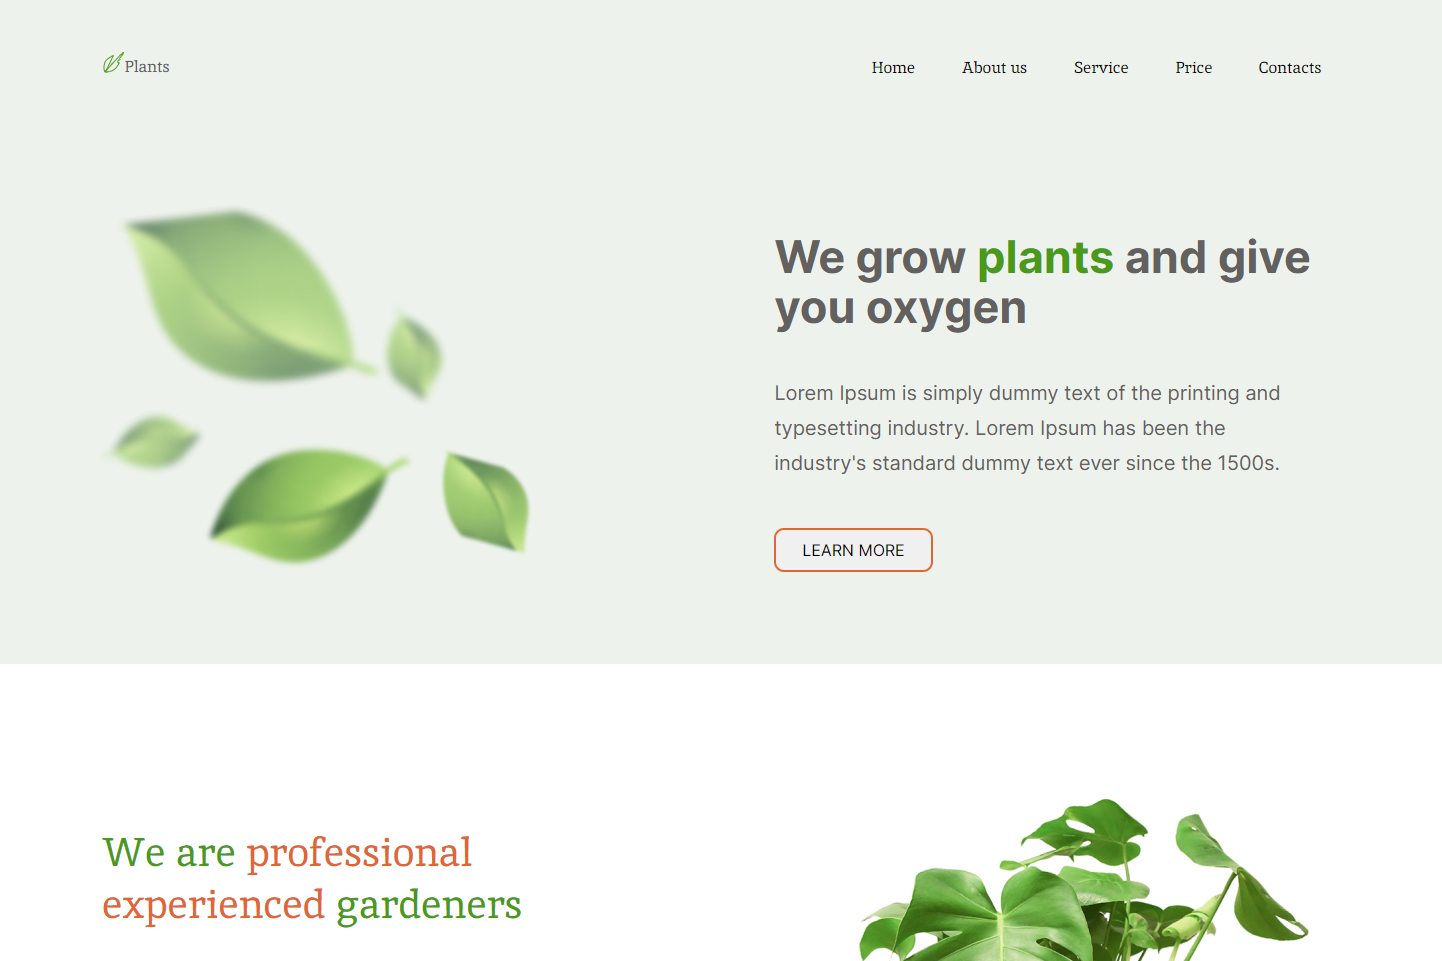 Plants
Home About us Service Price Contacts
We grow plants and give
you oxygen
Lorem Ipsum is simply dummy text of the printing and
typesetting industry. Lorem Ipsum has been the
industry's standard dummy text ever since the 1500s.
LEARN MORE
We are professional
experienced gardeners